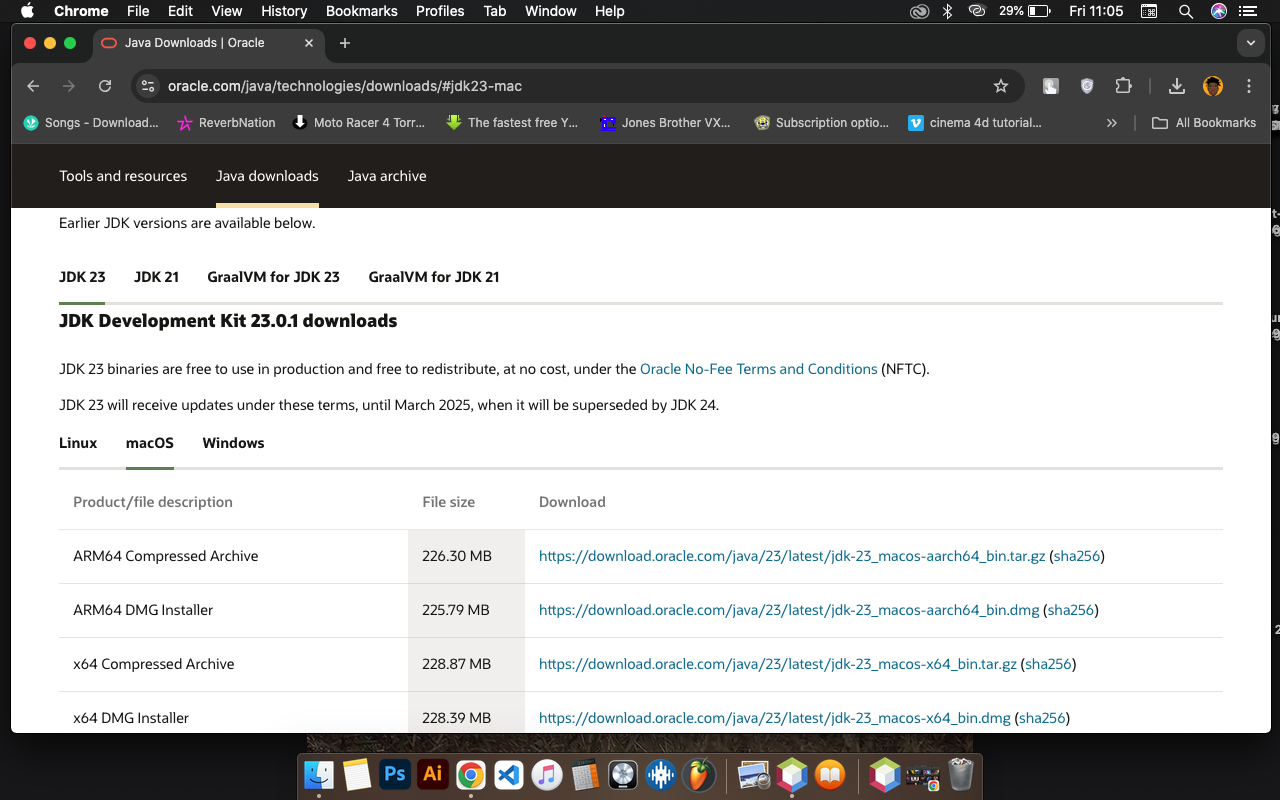 Chrome File Edit View History Bookmarks Profiles Tab Window Help 29% Fri 11:05
Java Downloads | Oracle
oracle.com/java/technologies/downloads/#jdk23-mac
Songs - Download... ReverbNation Moto Racer 4 Torr... The fastest free Y... Jones Brother VX... Subscription optio... cinema 4d tutorial... » All Bookmarks
Tools and resources Java downloads Java archive
Earlier JDK versions are available below.
JDK 23 JDK 21 GraalVM for JDK 23 GraalVM for JDK 21
JDK Development Kit 23.0.1 downloads
JDK 23 binaries are free to use in production and free to redistribute, at no cost, under the Oracle No-Fee Terms and Conditions (NFTC).
JDK 23 will receive updates under these terms, until March 2025, when it will be superseded by JDK 24.
Linux macOS Windows
Product/file description File size Download
ARM64 Compressed Archive 226.30 MB https://download.oracle.com/java/23/latest/jdk-23_macos-aarch64_bin.tar.gz (sha256)
ARM64 DMG Installer 225.79 MB https://download.oracle.com/java/23/latest/jdk-23_macos-aarch64_bin.dmg (sha256)
x64 Compressed Archive 228.87 MB https://download.oracle.com/java/23/latest/jdk-23_macos-x64_bin.tar.gz (sha256)
x64 DMG Installer 228.39 MB https://download.oracle.com/java/23/latest/jdk-23_macos-x64_bin.dmg (sha256)
Ps Ai